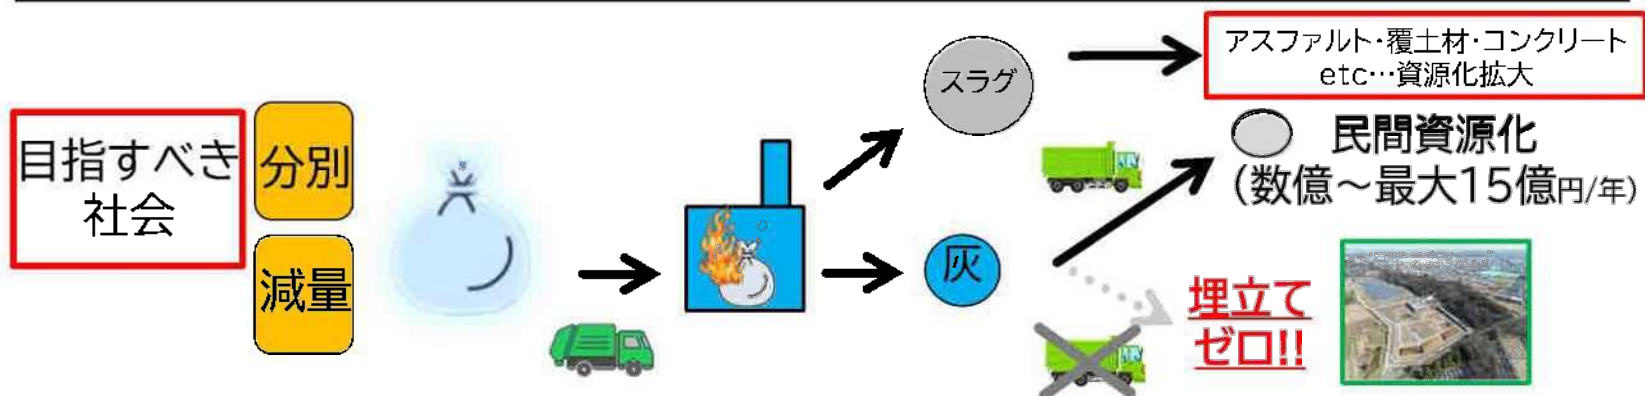 目指すべき
社会
分別
減量
スラグ
灰
アスファルト・覆土材・コンクリート
etc…資源化拡大
民間資源化
(数億～最大15億円/年)
埋立て
ゼロ!!